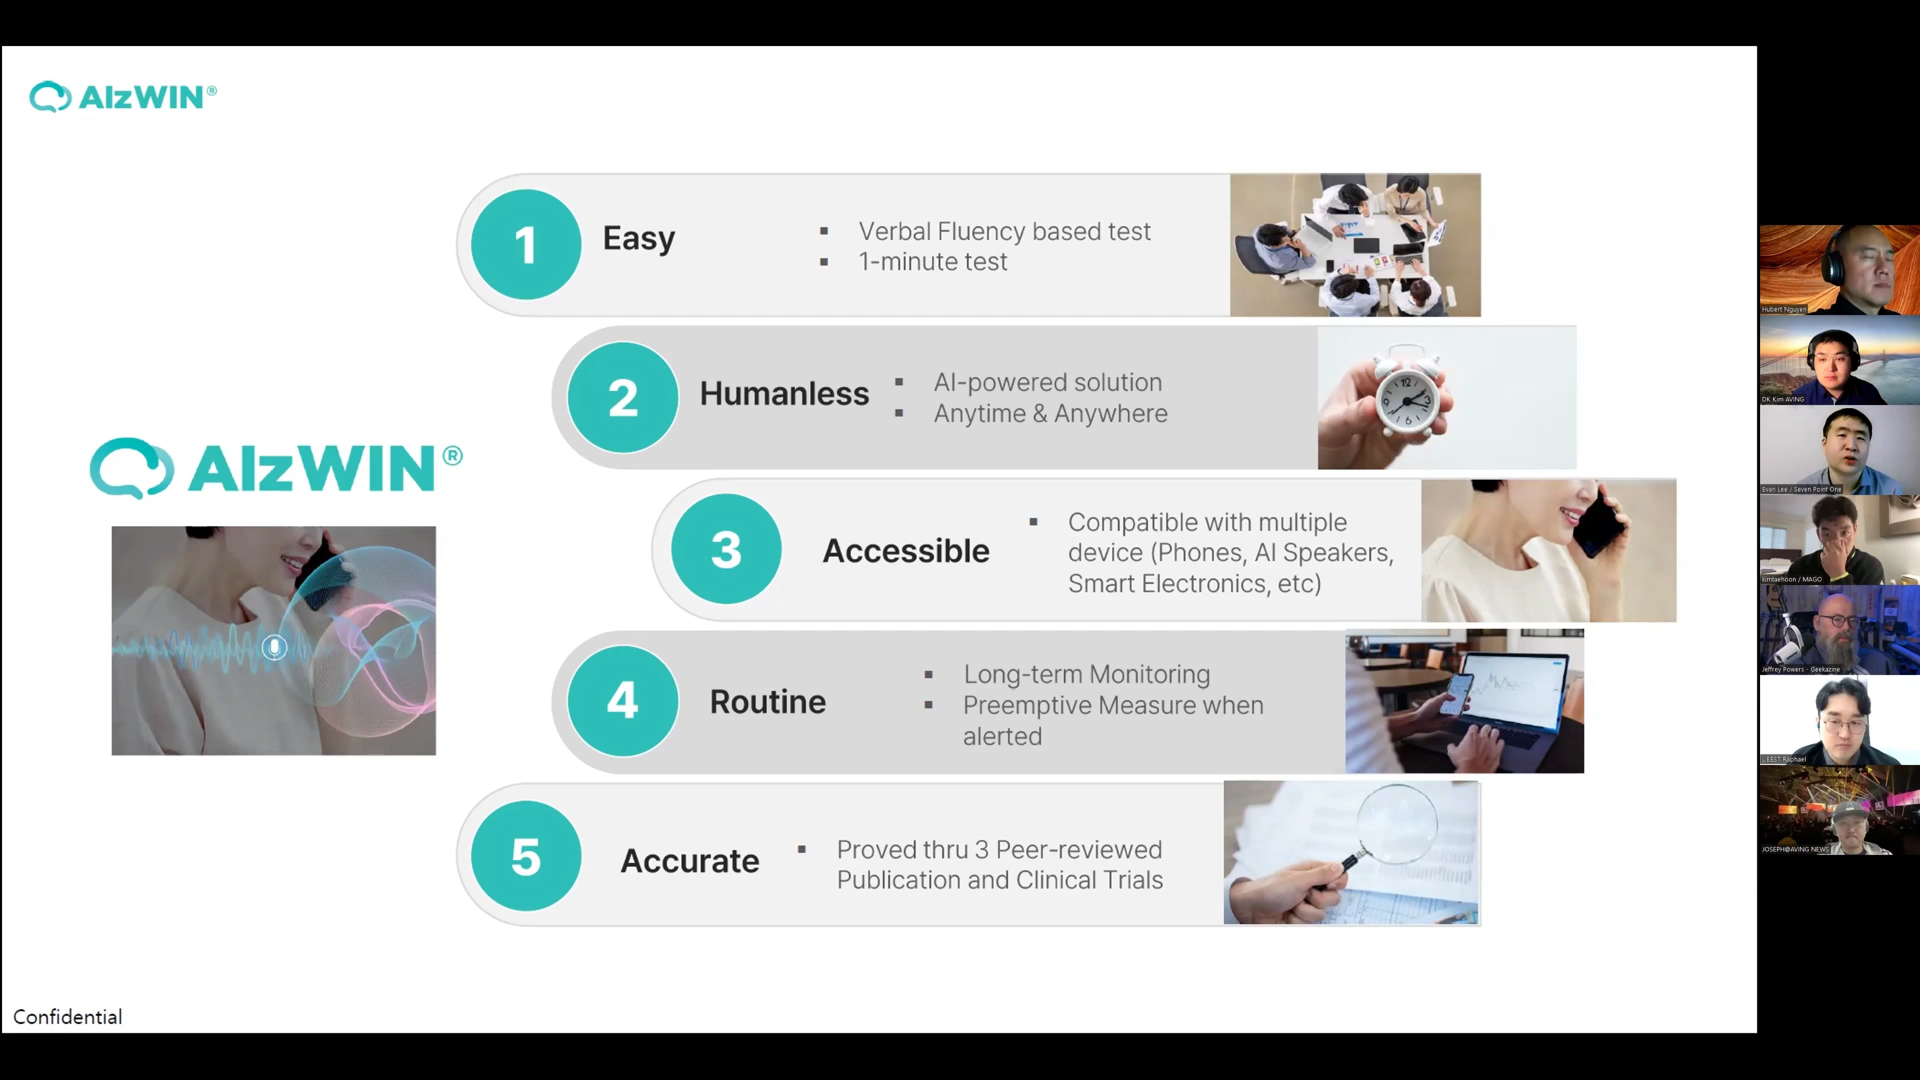 AlzWIN®
1
Easy
▪ Verbal Fluency based test
▪ 1-minute test
2
Humanless
▪ AI-powered solution
▪ Anytime & Anywhere
AlzWIN®
3
Accessible
▪ Compatible with multiple
device (Phones, AI Speakers,
Smart Electronics, etc)
4
Routine
▪ Long-term Monitoring
▪ Preemptive Measure when
alerted
5
Accurate
▪ Proved thru 3 Peer-reviewed
Publication and Clinical Trials
Confidential
Hubert Nguyen
DK Kim AVING
Evan Lee / Seven Point One
kimtaehoon / MAGO
Jeffrey Powers - Geekazine
Raphael
JOSEPH@AVING NEWS